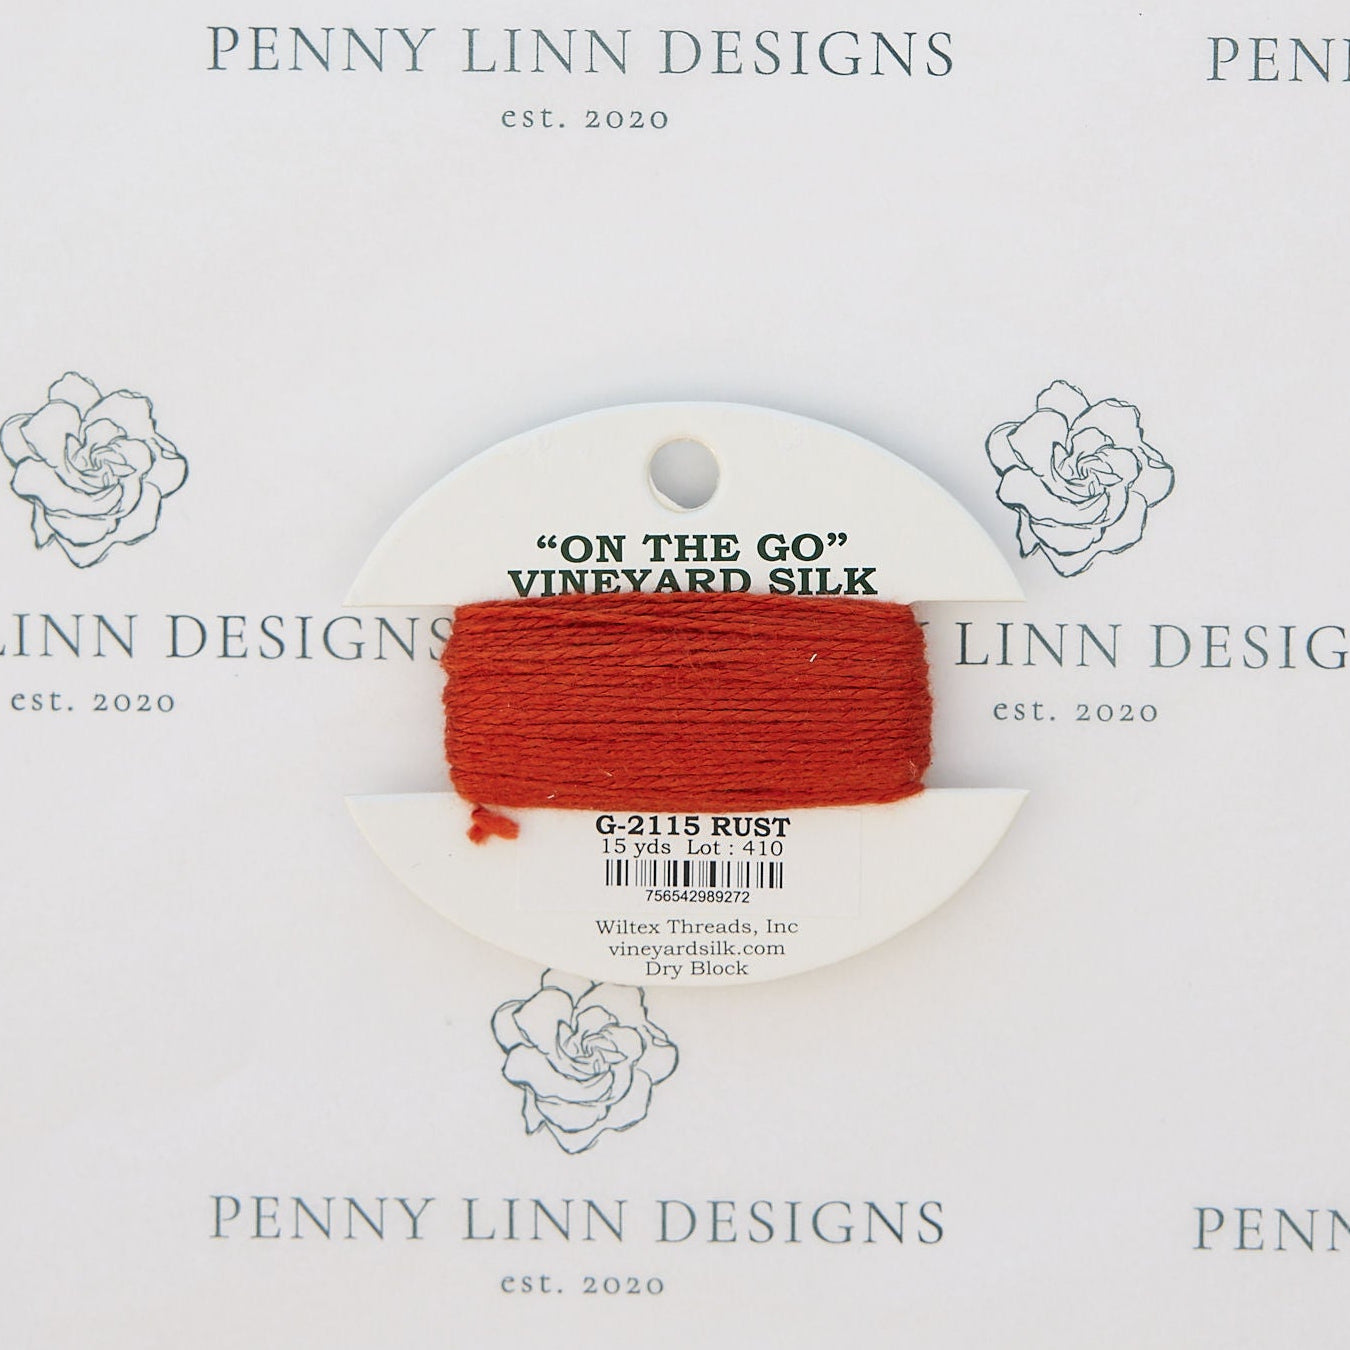 PENNY LINN DESIGNS
est. 2020
PEN
"ON THE GO"
VINEYARD SILK
LINN DESIGNS
est. 2020
LINN DESIG
est. 2020
G-2115 RUST
15 yds Lot : 410
756542989272
Wiltex Threads, Inc
vineyardsilk.com
Dry Block
PENNY LINN DESIGNS
est. 2020
PENN